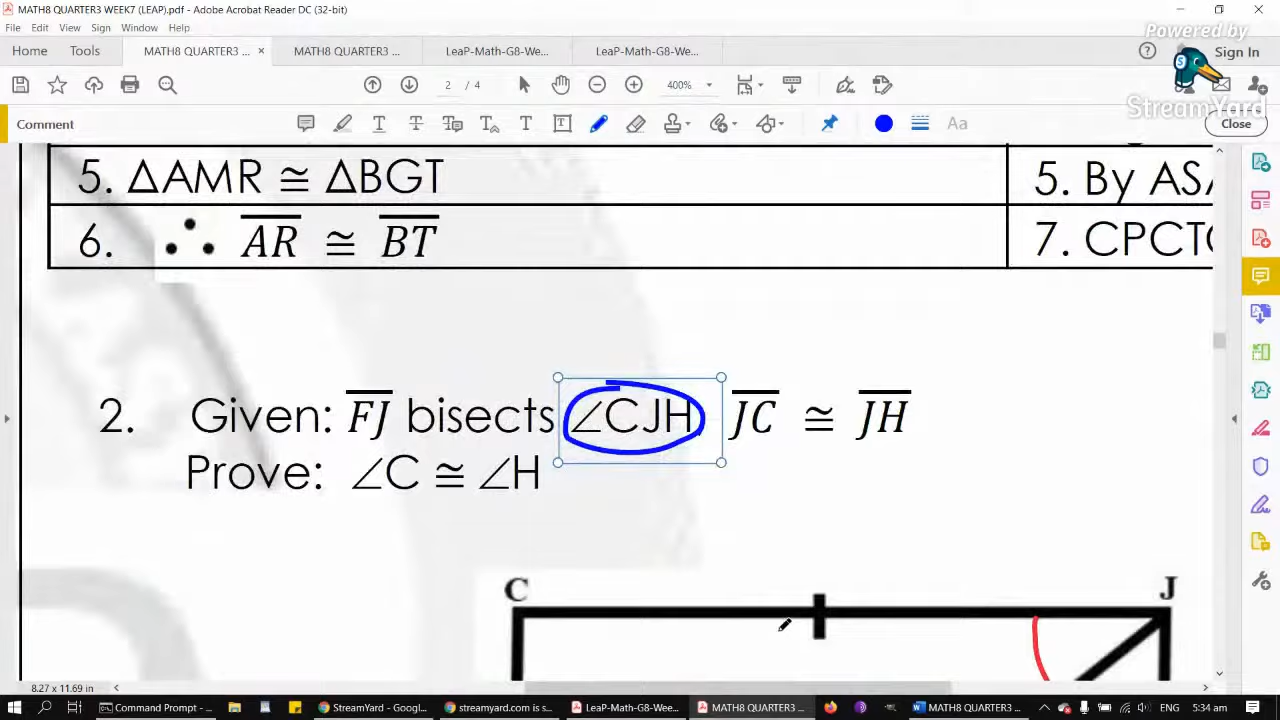 MATH8 QUARTER3 WEEK7 (LEAP).pdf - Adobe Acrobat Reader DC (32-bit)
File Edit View Sign Window Help
Powered by
StreamYard
Home Tools MATH8 QUARTER3 ... × MATH8 QUARTER3 ... LeaP-Math-G8-We... LeaP-Math-G8-We... Sign In
2 / 4 400%
Comment Aa Close
5. ∆AMR ≅ ∆BGT 5. By ASA
6. ∴ AR ≅ BT 7. CPCTC
2. Given: FJ bisects ∠CJH, JC ≅ JH
Prove: ∠C ≅ ∠H
C J
8.27 x 11.69 in
Command Prompt - ... StreamYard - Googl... streamyard.com is s... LeaP-Math-G8-We... MATH8 QUARTER3 ... MATH8 QUARTER3 ... ENG 5:34 am